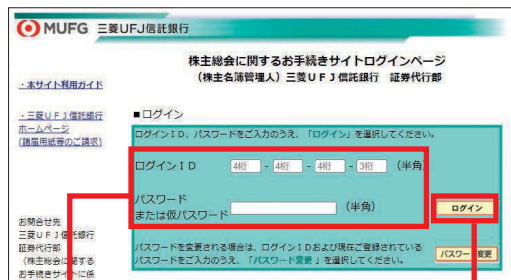 MUFG 三菱UFJ信託銀行
株主総会に関するお手続きサイトログインページ
(株主名簿管理人)三菱UFJ信託銀行 証券代行部
・本サイト利用ガイド
・三菱UFJ信託銀行
ホームページ
(諸届用紙等のご請求)
■ログイン
ログインID、パスワードをご入力のうえ、「ログイン」を選択してください。
ログインID 4桁 - 4桁 - 4桁 - 3桁 (半角)
パスワード
または仮パスワード (半角)
ログイン
パスワードを変更される場合は、ログインIDおよび現在ご登録されている
パスワードをご入力のうえ、「パスワード変更」を選択してください。
パスワード変更
お問合せ先
三菱UFJ信託銀行
証券代行部
(株主総会に関する
お手続きサイトに係